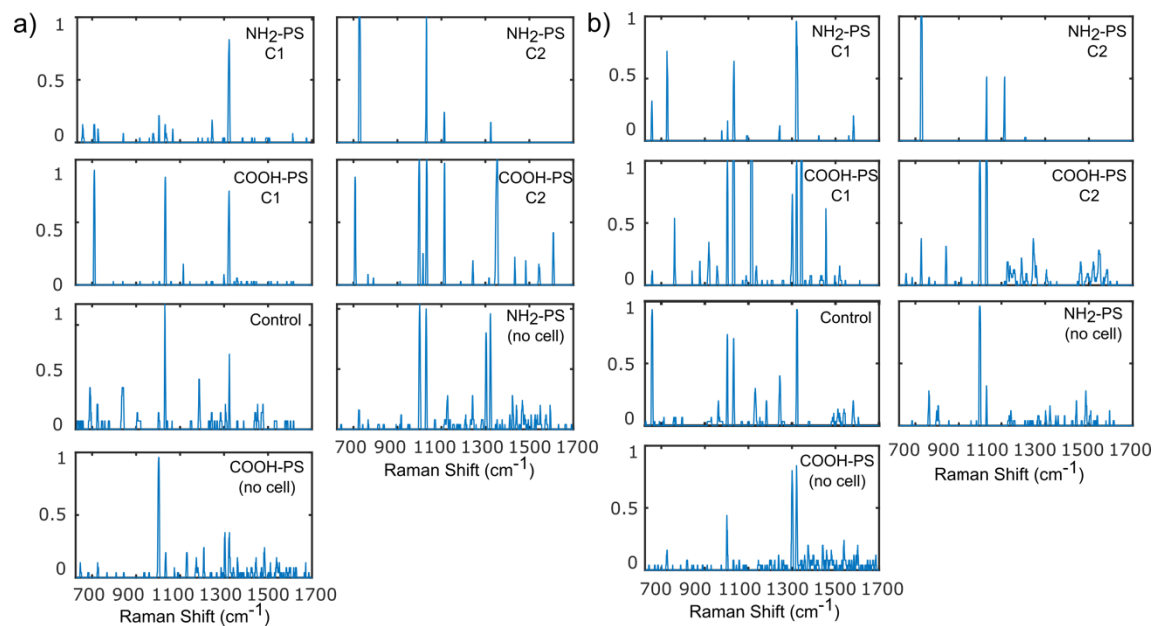 a)
1
0.5
0
NH2-PS
C1
NH2-PS
C2
1
0.5
0
COOH-PS
C1
COOH-PS
C2
1
0.5
0
Control
NH2-PS
(no cell)
700 900 1100 1300 1500 1700
Raman Shift (cm-1)
1
0.5
0
COOH-PS
(no cell)
700 900 1100 1300 1500 1700
Raman Shift (cm-1)
b)
1
0.5
0
NH2-PS
C1
NH2-PS
C2
1
0.5
0
COOH-PS
C1
COOH-PS
C2
1
0.5
0
Control
NH2-PS
(no cell)
700 900 1100 1300 1500 1700
Raman Shift (cm-1)
1
0.5
0
COOH-PS
(no cell)
700 900 1100 1300 1500 1700
Raman Shift (cm-1)